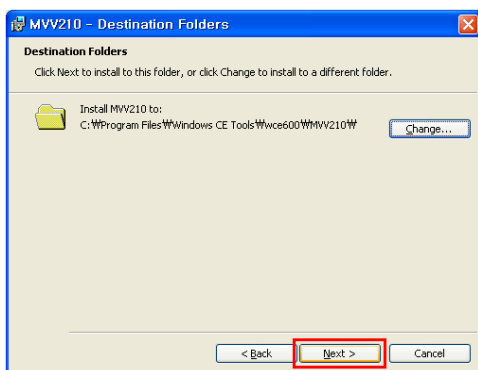 MVV210 - Destination Folders
Destination Folders
Click Next to install to this folder, or click Change to install to a different folder.
Install MVV210 to:
C:₩Program Files₩Windows CE Tools₩wce600₩MVV210₩
Change...
< Back
Next >
Cancel